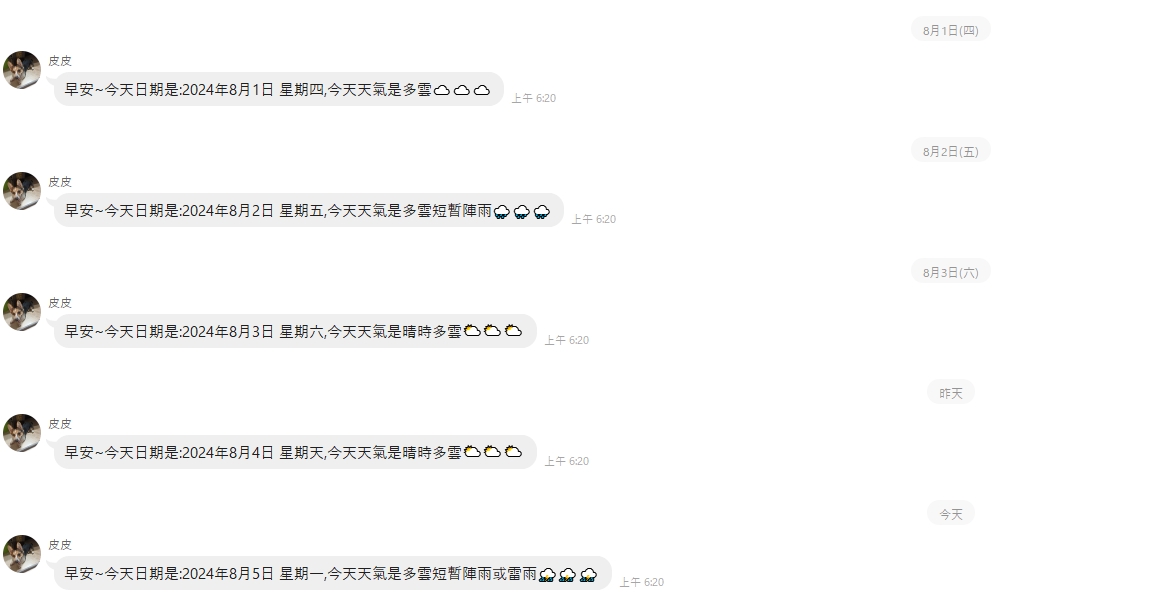 8月1日(四)
皮皮
早安~今天日期是:2024年8月1日 星期四,今天天氣是多雲☁☁☁
上午 6:20
8月2日(五)
皮皮
早安~今天日期是:2024年8月2日 星期五,今天天氣是多雲短暫陣雨🌧🌧🌧
上午 6:20
8月3日(六)
皮皮
早安~今天日期是:2024年8月3日 星期六,今天天氣是晴時多雲🌤🌤🌤
上午 6:20
昨天
皮皮
早安~今天日期是:2024年8月4日 星期天,今天天氣是晴時多雲🌤🌤🌤
上午 6:20
今天
皮皮
早安~今天日期是:2024年8月5日 星期一,今天天氣是多雲短暫陣雨或雷雨⛈⛈⛈
上午 6:20